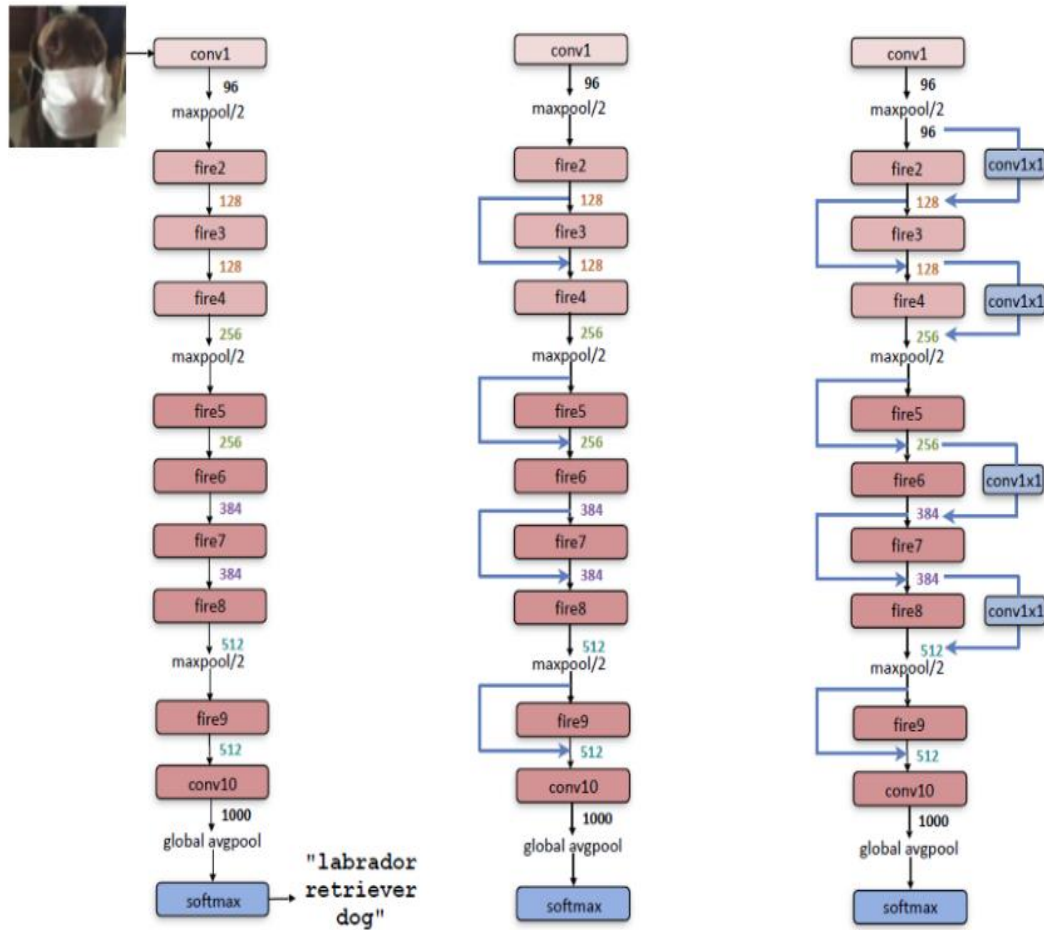 conv1
96
maxpool/2
fire2
128
fire3
128
fire4
256
maxpool/2
fire5
256
fire6
384
fire7
384
fire8
512
maxpool/2
fire9
512
conv10
1000
global avgpool
softmax
"labrador
retriever
dog"
conv1
96
maxpool/2
fire2
128
fire3
128
fire4
256
maxpool/2
fire5
256
fire6
384
fire7
384
fire8
512
maxpool/2
fire9
512
conv10
1000
global avgpool
softmax
conv1
96
maxpool/2
96
conv1x1
fire2
128
fire3
128
fire4
conv1x1
256
maxpool/2
fire5
256
fire6
conv1x1
384
fire7
384
fire8
conv1x1
512
maxpool/2
fire9
512
conv10
1000
global avgpool
softmax